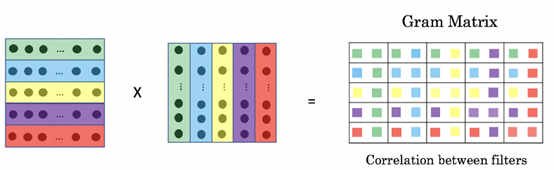 Gram Matrix
X
=
Correlation between filters